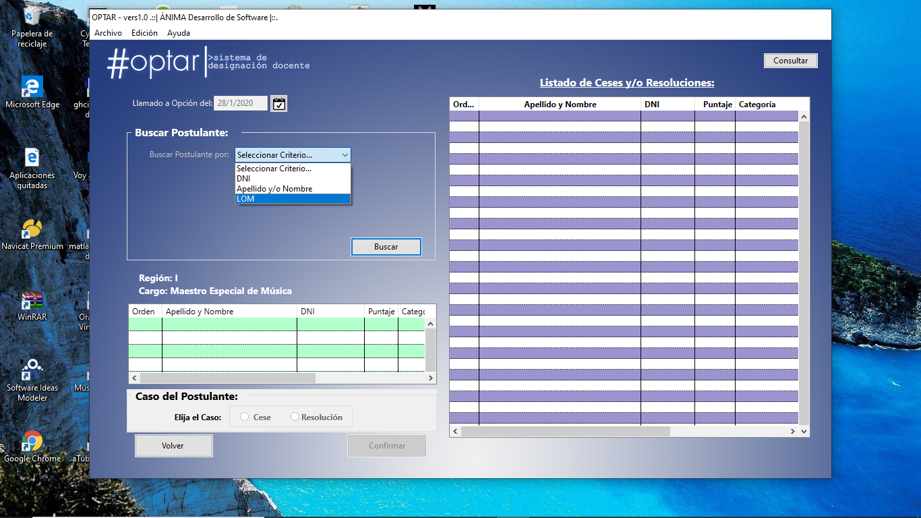 OPTAR - vers1.0 .::| ÁNIMA Desarrollo de Software |::.
Archivo Edición Ayuda
#optar|
>sistema de
designación docente
Consultar
Llamado a Opción del: 28/1/2020
Buscar Postulante:
Buscar Postulante por: Seleccionar Criterio...
Seleccionar Criterio...
DNI
Apellido y/o Nombre
LOM
Buscar
Región: I
Cargo: Maestro Especial de Música
Orden Apellido y Nombre DNI Puntaje Catego
Caso del Postulante:
Elija el Caso: Cese Resolución
Volver Confirmar
Listado de Ceses y/o Resoluciones:
Ord... Apellido y Nombre DNI Puntaje Categoría
Papelera de
reciclaje
Microsoft Edge
Aplicaciones
quitadas
Navicat Premium
WinRAR
Software Ideas
Modeler
Google Chrome